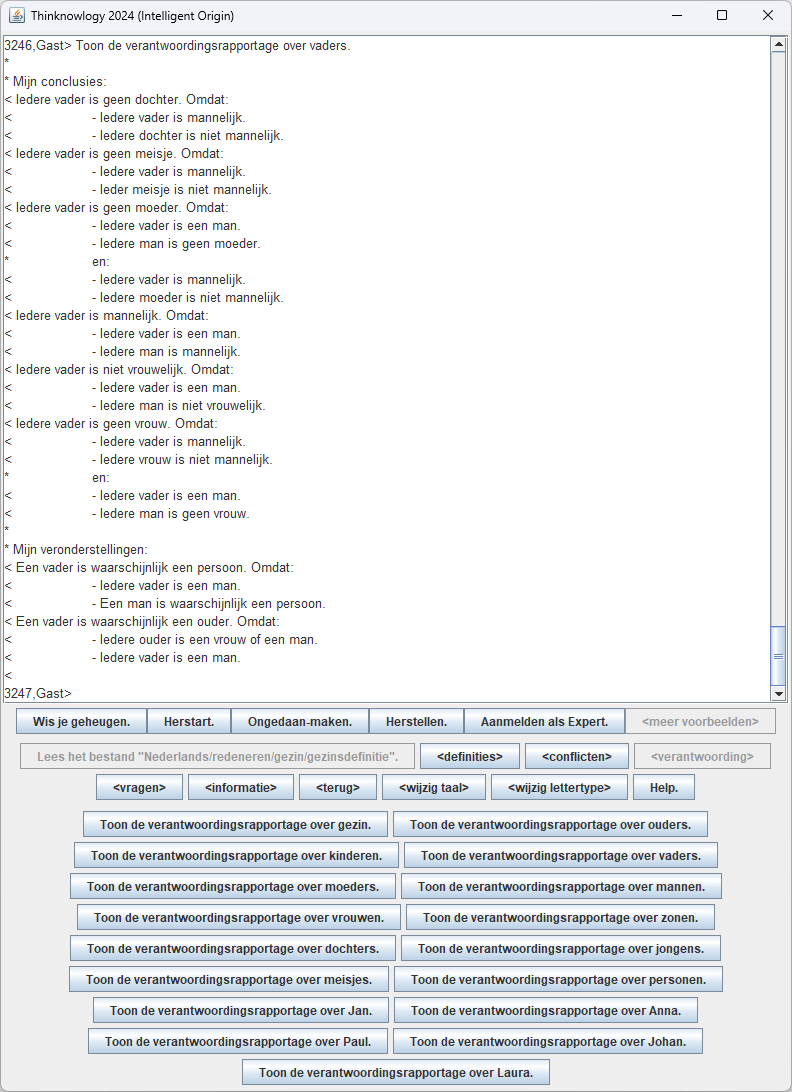 Thinknowlogy 2024 (Intelligent Origin)
3246,Gast> Toon de verantwoordingsrapportage over vaders.
*
* Mijn conclusies:
< Iedere vader is geen dochter. Omdat:
< - Iedere vader is mannelijk.
< - Iedere dochter is niet mannelijk.
< Iedere vader is geen meisje. Omdat:
< - Iedere vader is mannelijk.
< - Ieder meisje is niet mannelijk.
< Iedere vader is geen moeder. Omdat:
< - Iedere vader is een man.
< - Iedere man is geen moeder.
* en:
< - Iedere vader is mannelijk.
< - Iedere moeder is niet mannelijk.
< Iedere vader is mannelijk. Omdat:
< - Iedere vader is een man.
< - Iedere man is mannelijk.
< Iedere vader is niet vrouwelijk. Omdat:
< - Iedere vader is een man.
< - Iedere man is niet vrouwelijk.
< Iedere vader is geen vrouw. Omdat:
< - Iedere vader is mannelijk.
< - Iedere vrouw is niet mannelijk.
* en:
< - Iedere vader is een man.
< - Iedere man is geen vrouw.
*
* Mijn veronderstellingen:
< Een vader is waarschijnlijk een persoon. Omdat:
< - Iedere vader is een man.
< - Een man is waarschijnlijk een persoon.
< Een vader is waarschijnlijk een ouder. Omdat:
< - Iedere ouder is een vrouw of een man.
< - Iedere vader is een man.
<
3247,Gast>
Wis je geheugen. Herstart. Ongedaan-maken. Herstellen. Aanmelden als Expert. <meer voorbeelden>
Lees het bestand "Nederlands/redeneren/gezin/gezinsdefinitie". <definities> <conflicten> <verantwoording>
<vragen> <informatie> <terug> <wijzig taal> <wijzig lettertype> Help.
Toon de verantwoordingsrapportage over gezin. Toon de verantwoordingsrapportage over ouders.
Toon de verantwoordingsrapportage over kinderen. Toon de verantwoordingsrapportage over vaders.
Toon de verantwoordingsrapportage over moeders. Toon de verantwoordingsrapportage over mannen.
Toon de verantwoordingsrapportage over vrouwen. Toon de verantwoordingsrapportage over zonen.
Toon de verantwoordingsrapportage over dochters. Toon de verantwoordingsrapportage over jongens.
Toon de verantwoordingsrapportage over meisjes. Toon de verantwoordingsrapportage over personen.
Toon de verantwoordingsrapportage over Jan. Toon de verantwoordingsrapportage over Anna.
Toon de verantwoordingsrapportage over Paul. Toon de verantwoordingsrapportage over Johan.
Toon de verantwoordingsrapportage over Laura.